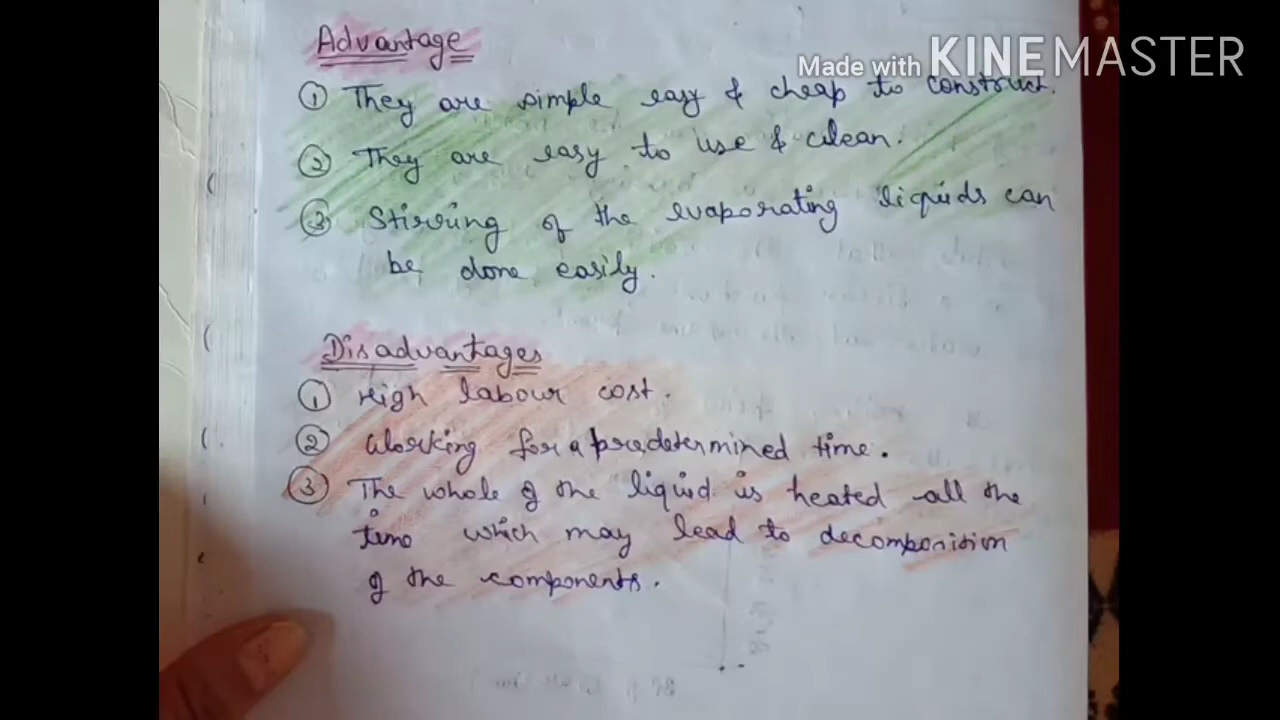 Made with KINEMASTER
Advantage
① They are simple easy & cheap to construct.
② They are easy to use & clean.
③ Stirring of the evaporating liquids can
be done easily.
Disadvantages
① High labour cost.
② Working for a predetermined time.
③ The whole of the liquid is heated all the
time which may lead to decomposition
of the components.